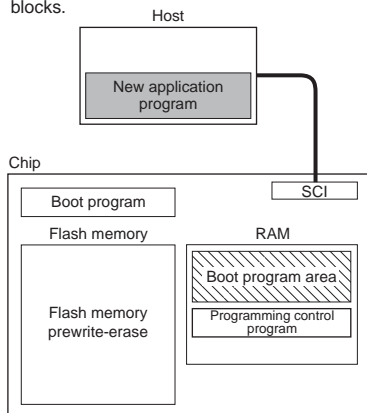 blocks.
Host
New application
program
Chip
SCI
Boot program
Flash memory
RAM
Boot program area
Flash memory
prewrite-erase
Programming control
program